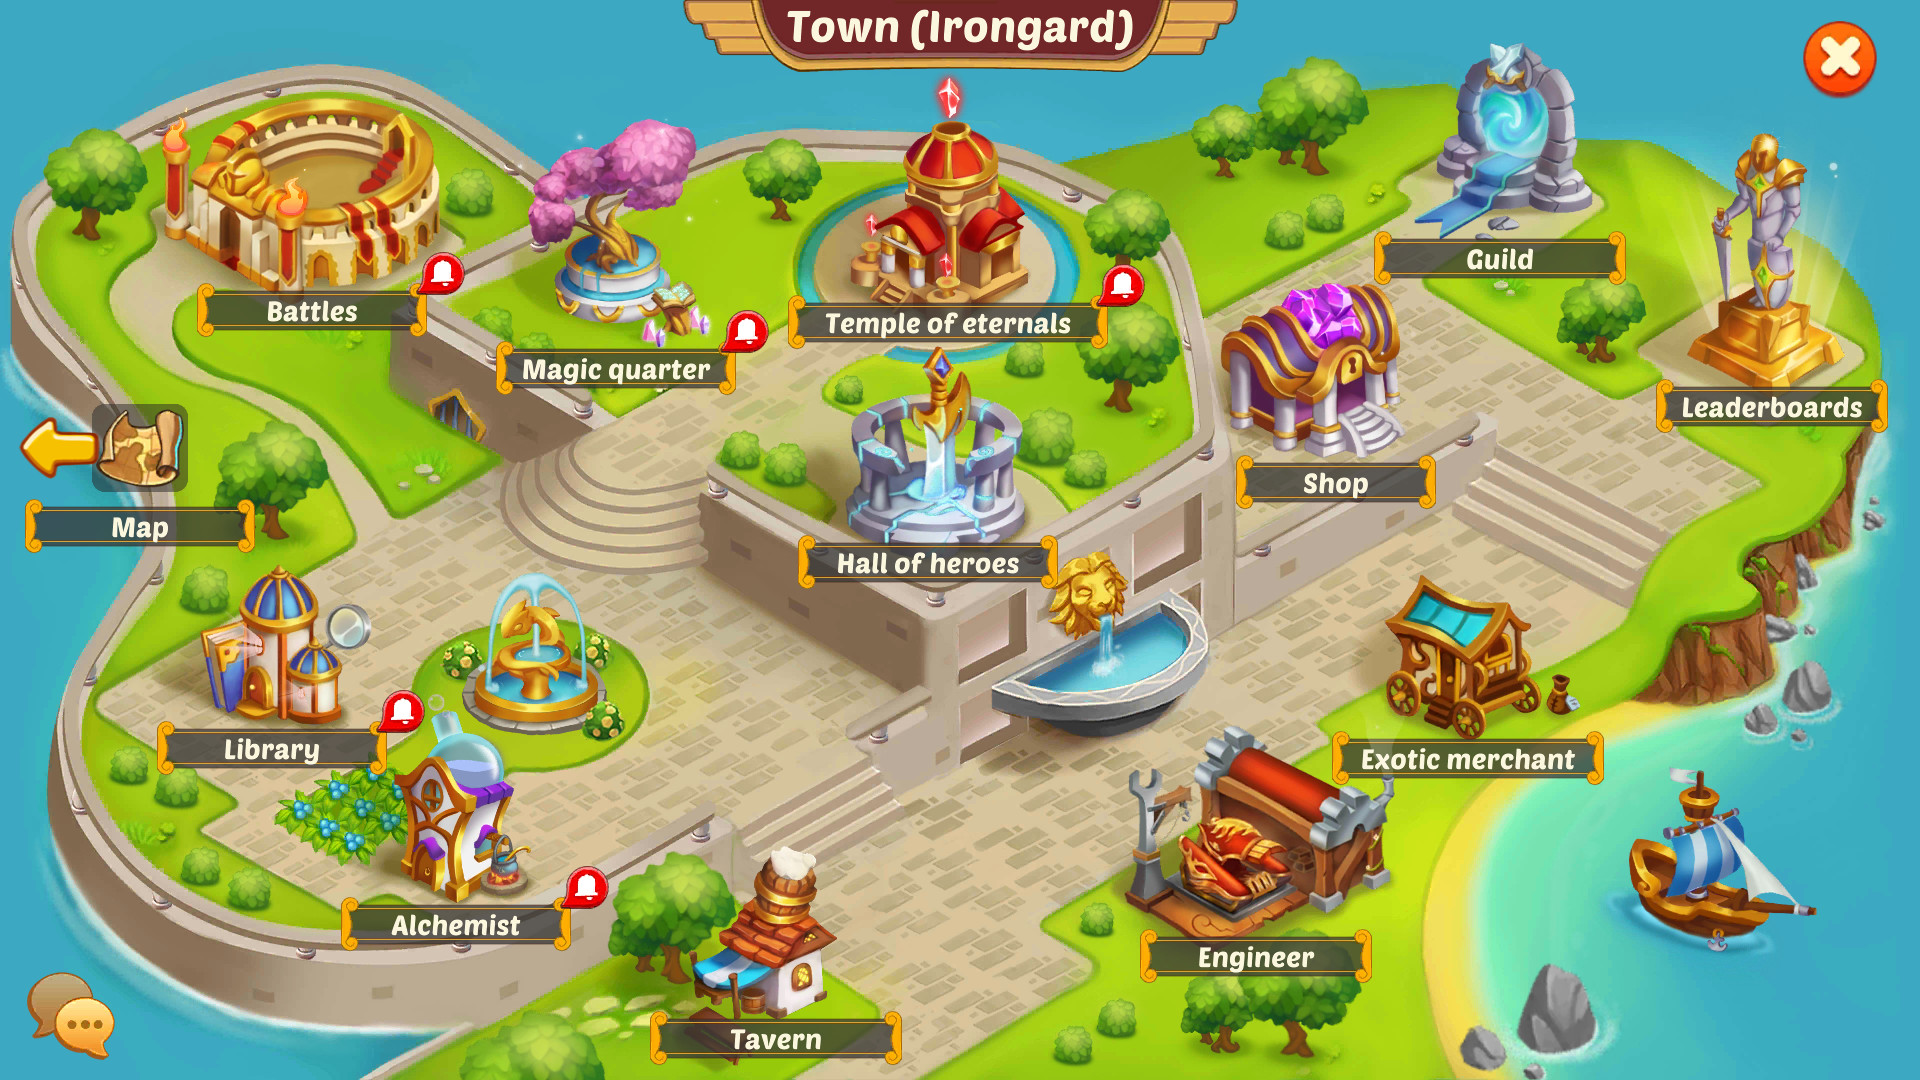 Town (Irongard)
Guild
Battles
Temple of eternals
Magic quarter
Leaderboards
Shop
Map
Hall of heroes
Library
Exotic merchant
Alchemist
Engineer
Tavern